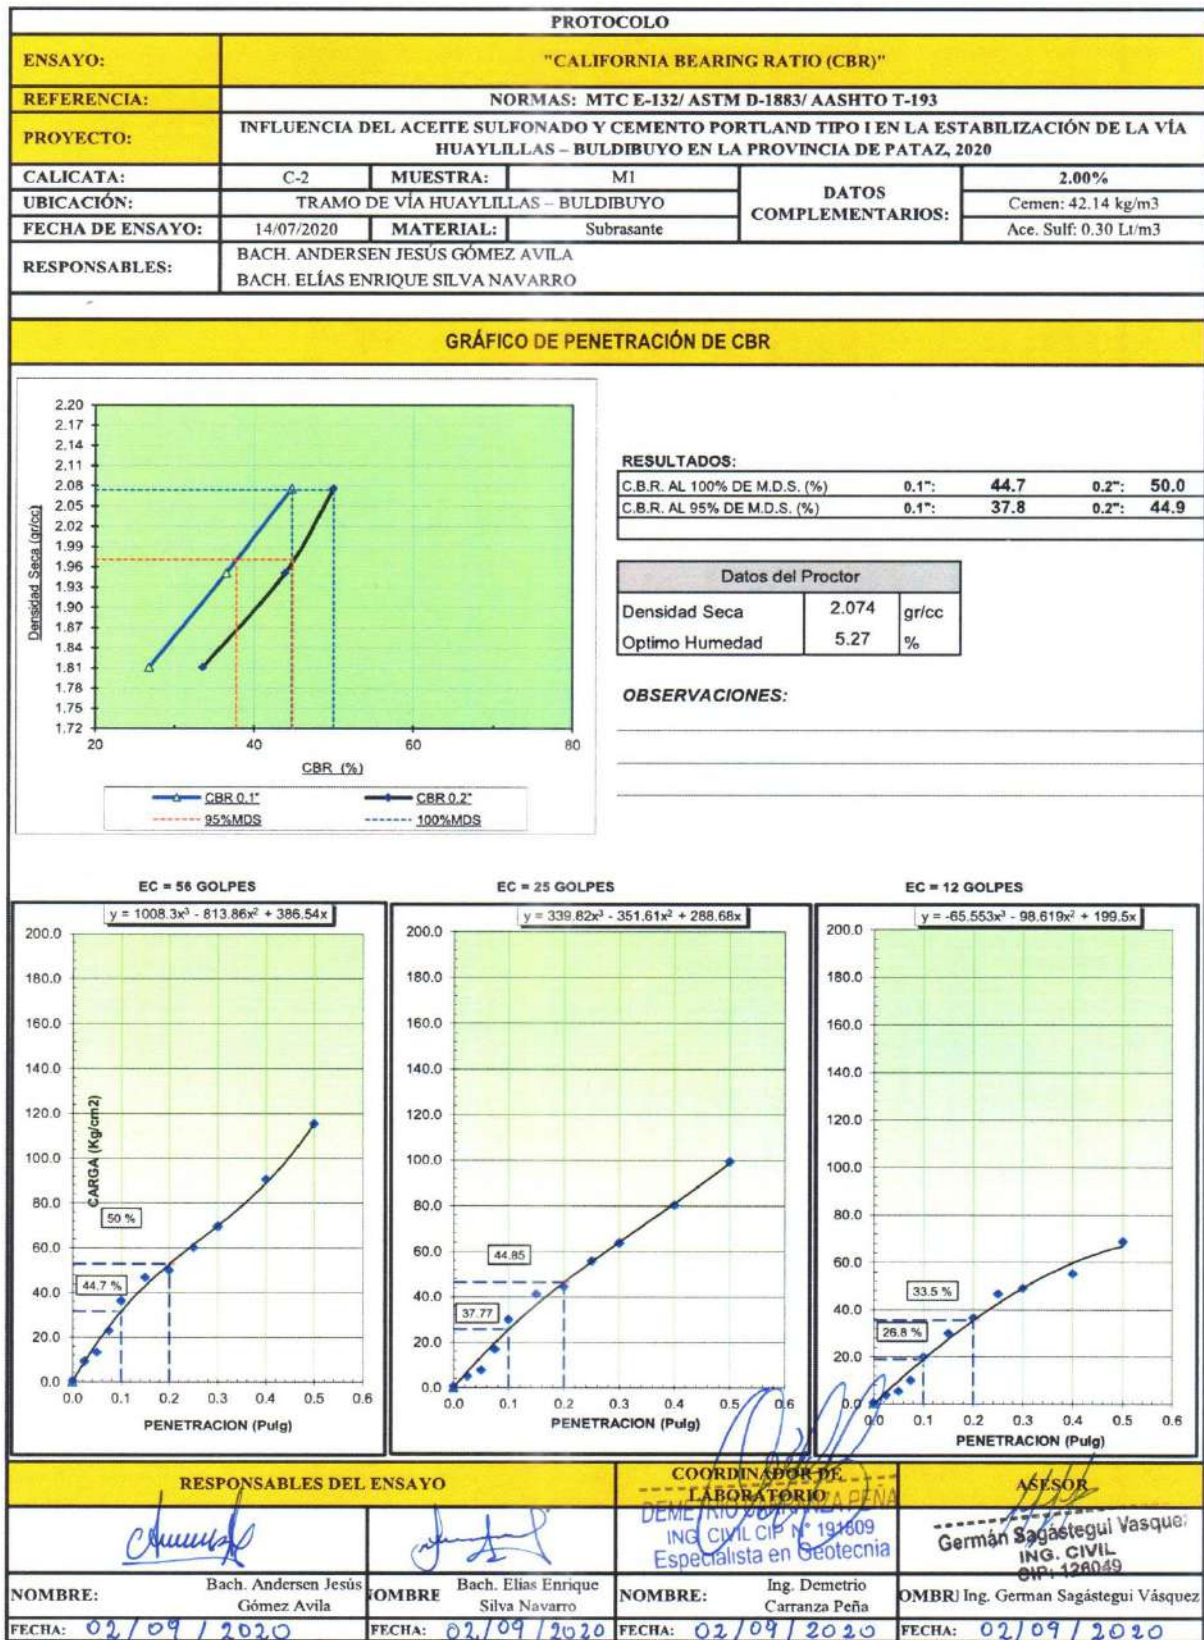 PROTOCOLO
ENSAYO: "CALIFORNIA BEARING RATIO (CBR)"
REFERENCIA: NORMAS: MTC E-132/ ASTM D-1883/ AASHTO T-193
PROYECTO: INFLUENCIA DEL ACEITE SULFONADO Y CEMENTO PORTLAND TIPO I EN LA ESTABILIZACIÓN DE LA VÍA
HUAYLILLAS – BULDIBUYO EN LA PROVINCIA DE PATAZ, 2020
CALICATA: C-2 MUESTRA: M1 DATOS COMPLEMENTARIOS: 2.00%
UBICACIÓN: TRAMO DE VÍA HUAYLILLAS – BULDIBUYO Cemen: 42.14 kg/m3
FECHA DE ENSAYO: 14/07/2020 MATERIAL: Subrasante Ace. Sulf: 0.30 Lt/m3
RESPONSABLES: BACH. ANDERSEN JESÚS GÓMEZ AVILA
BACH. ELÍAS ENRIQUE SILVA NAVARRO
GRÁFICO DE PENETRACIÓN DE CBR
Densidad Seca (gr/cc)
2.20
2.17
2.14
2.11
2.08
2.05
2.02
1.99
1.96
1.93
1.90
1.87
1.84
1.81
1.78
1.75
1.72
20 40 60 80
CBR (%)
CBR 0.1" CBR 0.2"
95%MDS 100%MDS
RESULTADOS:
C.B.R. AL 100% DE M.D.S. (%) 0.1": 44.7 0.2": 50.0
C.B.R. AL 95% DE M.D.S. (%) 0.1": 37.8 0.2": 44.9
Datos del Proctor
Densidad Seca 2.074 gr/cc
Optimo Humedad 5.27 %
OBSERVACIONES:
EC = 56 GOLPES
y = 1008.3x³ - 813.86x² + 386.54x
200.0
180.0
160.0
140.0
120.0
100.0
80.0
60.0
40.0
20.0
0.0
CARGA (Kg/cm2)
50 %
44.7 %
0.0 0.1 0.2 0.3 0.4 0.5 0.6
PENETRACION (Pulg)
EC = 25 GOLPES
y = 339.82x³ - 351.61x² + 288.68x
200.0
180.0
160.0
140.0
120.0
100.0
80.0
60.0
40.0
20.0
0.0
44.85
37.77
0.0 0.1 0.2 0.3 0.4 0.5 0.6
PENETRACION (Pulg)
EC = 12 GOLPES
y = -65.553x³ - 98.619x² + 199.5x
200.0
180.0
160.0
140.0
120.0
100.0
80.0
60.0
40.0
20.0
0.0
33.5 %
26.8 %
0.0 0.1 0.2 0.3 0.4 0.5 0.6
PENETRACION (Pulg)
RESPONSABLES DEL ENSAYO
COORDINADOR DE LABORATORIO
ASESOR
DEMETRIO CARRANZA PEÑA
ING. CIVIL CIP N° 191809
Especialista en Geotecnia
Germán Sagástegui Vasquez
ING. CIVIL
CIP: 126049
NOMBRE: Bach. Andersen Jesús Gómez Avila
NOMBRE Bach. Elias Enrique Silva Navarro
NOMBRE: Ing. Demetrio Carranza Peña
OMBR Ing. German Sagástegui Vásquez
FECHA: 02/09/2020 FECHA: 02/09/2020 FECHA: 02/09/2020 FECHA: 02/09/2020